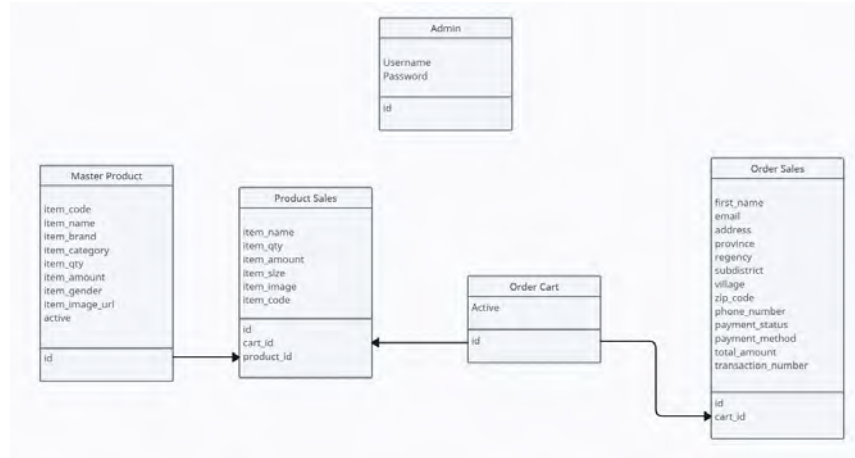 Admin
Username
Password
id
Master Product
item_code
item_name
item_brand
item_category
item_qty
item_amount
item_gender
item_image_url
active
id
Product Sales
item_name
item_qty
item_amount
item_size
item_image
item_code
id
cart_id
product_id
Order Cart
Active
id
Order Sales
first_name
email
address
province
regency
subdistrict
village
zip_code
phone_number
payment_status
payment_method
total_amount
transaction_number
id
cart_id